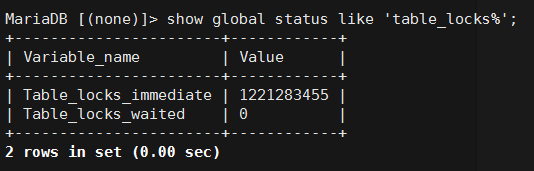 MariaDB [(none)]> show global status like 'table_locks%';
+-----------------------+------------+
| Variable_name         | Value      |
+-----------------------+------------+
| Table_locks_immediate | 1221283455 |
| Table_locks_waited    | 0          |
+-----------------------+------------+
2 rows in set (0.00 sec)